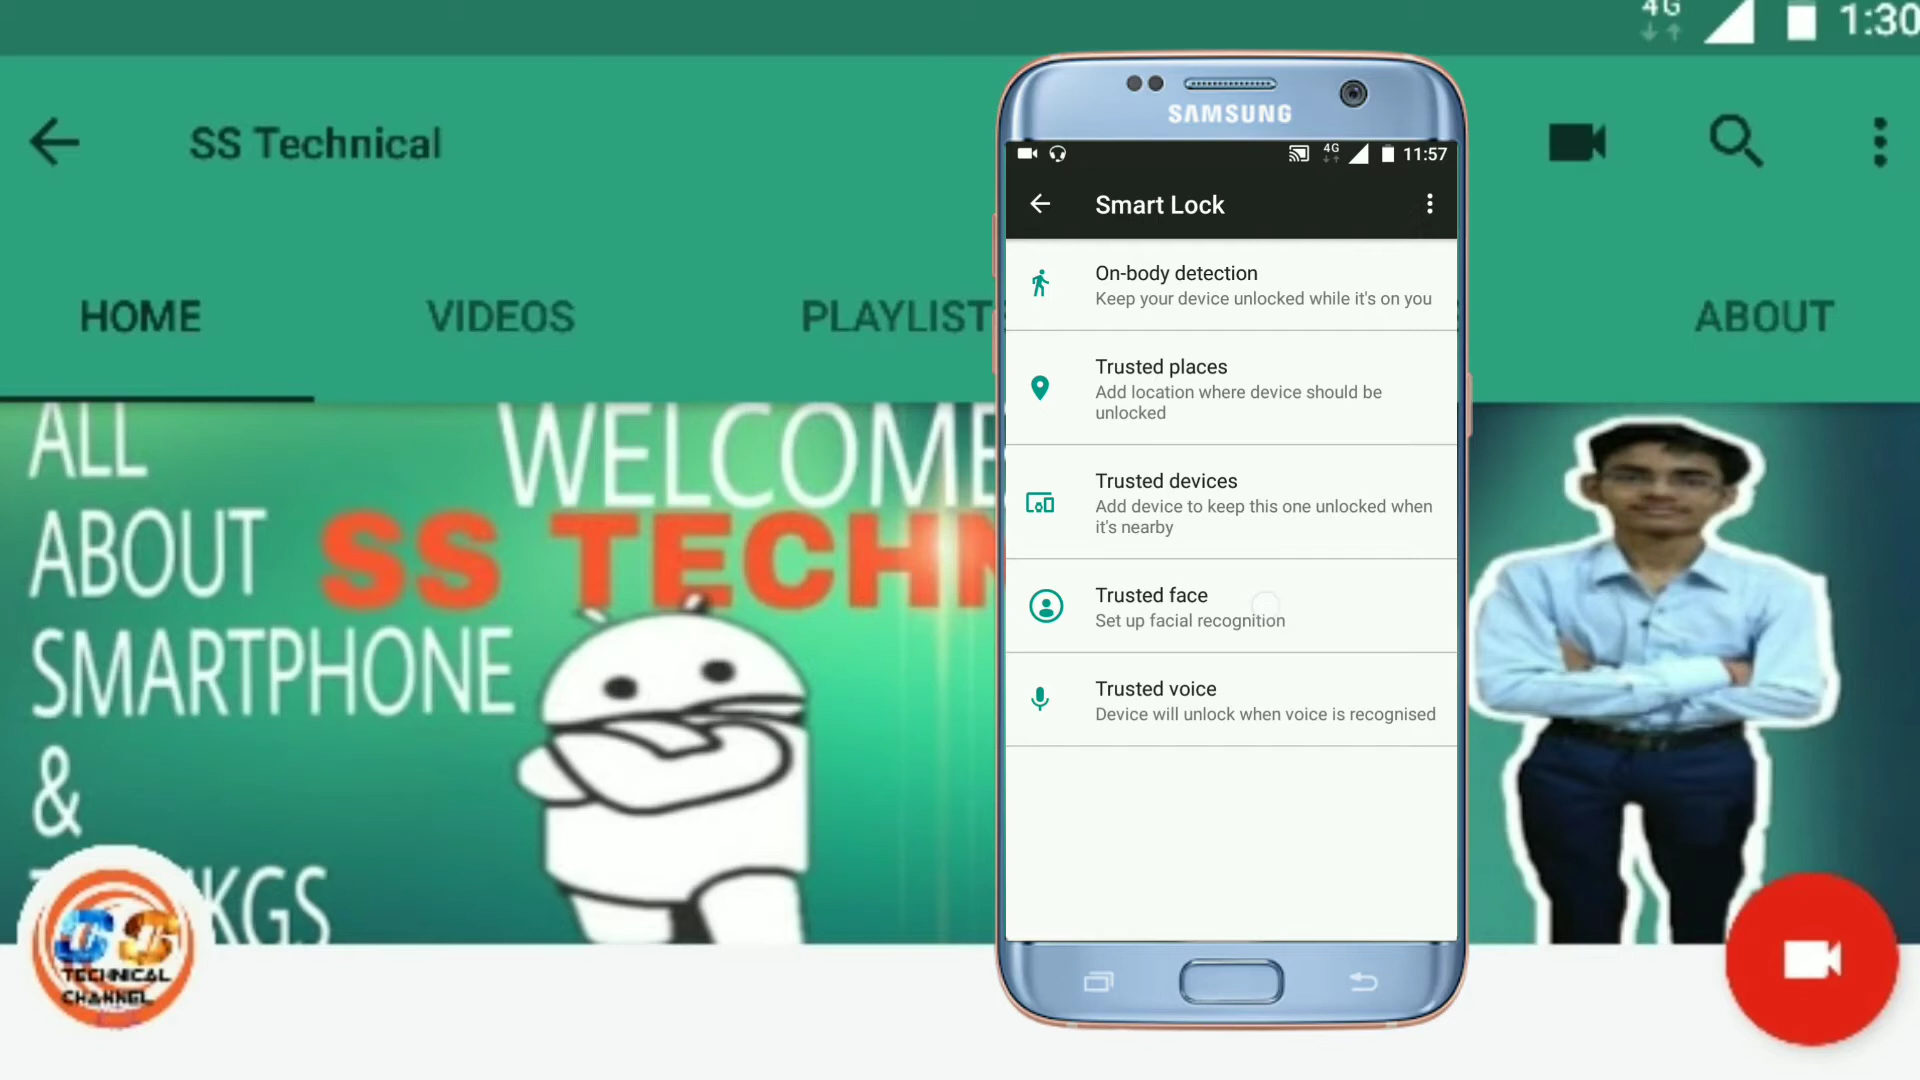 4G
1:30
SS Technical
HOME
VIDEOS
PLAYLIST
ABOUT
ALL
ABOUT
SMARTPHONE
&
KGS
WELCOME
SS TECHN
TECHNICAL
CHANNEL
SAMSUNG
4G
11:57
Smart Lock
On-body detection
Keep your device unlocked while it's on you
Trusted places
Add location where device should be
unlocked
Trusted devices
Add device to keep this one unlocked when
it's nearby
Trusted face
Set up facial recognition
Trusted voice
Device will unlock when voice is recognised